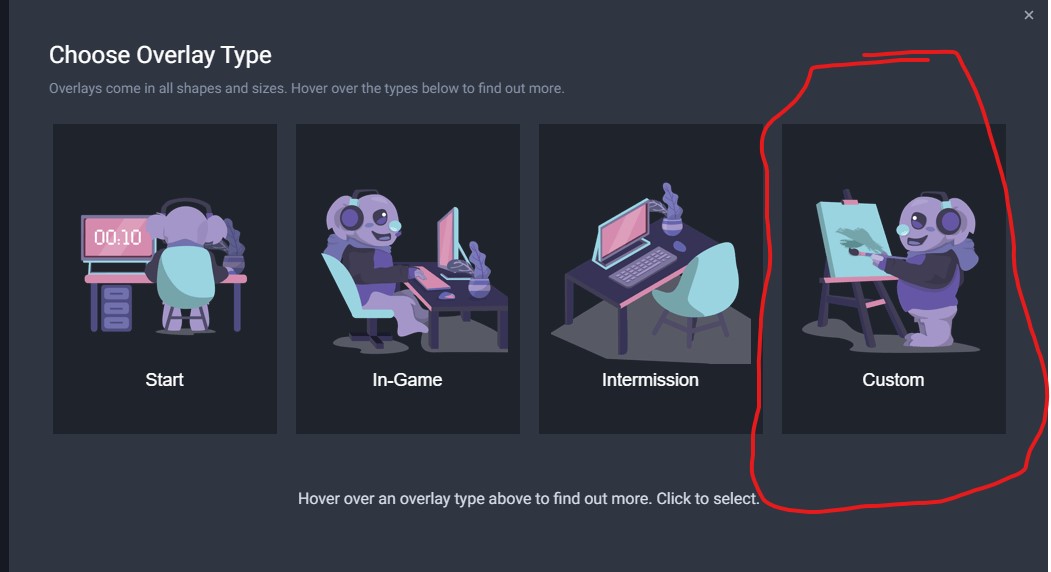 Choose Overlay Type
Overlays come in all shapes and sizes. Hover over the types below to find out more.
00:10
Start
In-Game
Intermission
Custom
Hover over an overlay type above to find out more. Click to select.